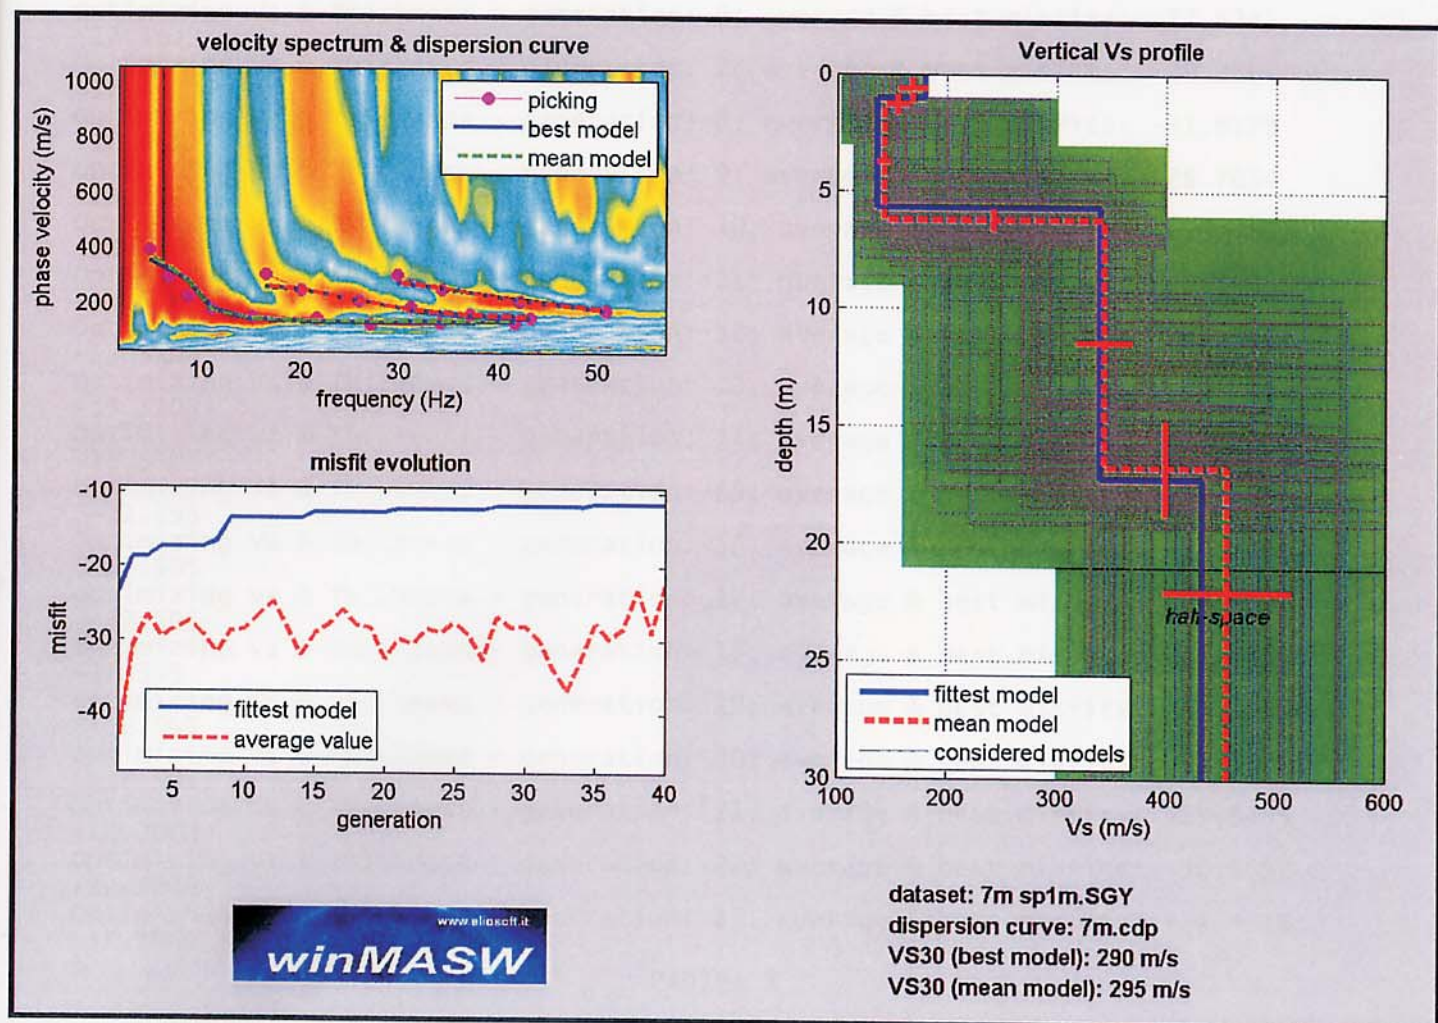 velocity spectrum & dispersion curve
1000
800
600
400
200
phase velocity (m/s)
picking
best model
mean model
10
20
30
40
50
frequency (Hz)
misfit evolution
-10
-20
-30
-40
misfit
fittest model
average value
5
10
15
20
25
30
35
40
generation
www.eliosoft.it
winMASW
Vertical Vs profile
0
5
10
15
20
25
30
depth (m)
half-space
fittest model
mean model
considered models
100
200
300
400
500
600
Vs (m/s)
dataset: 7m sp1m.SGY
dispersion curve: 7m.cdp
VS30 (best model): 290 m/s
VS30 (mean model): 295 m/s